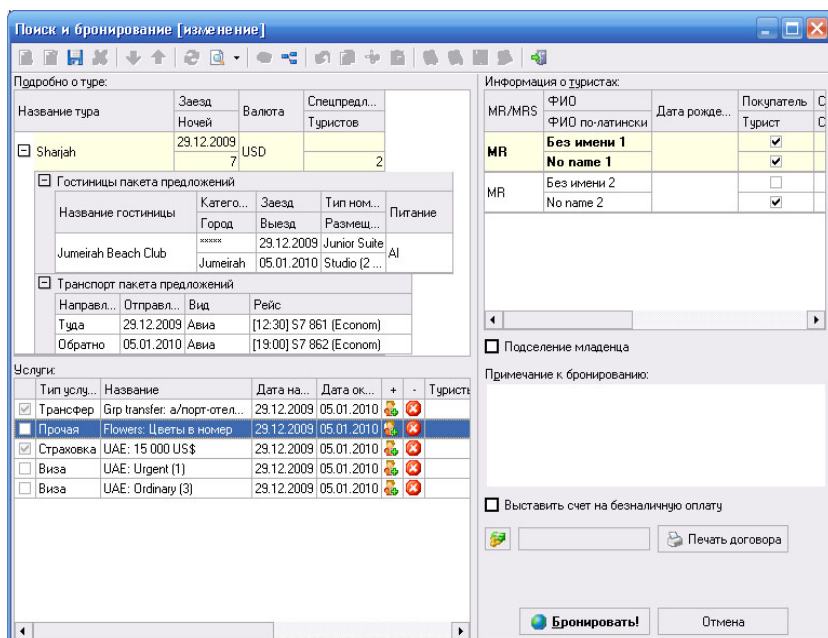 Поиск и бронирование [изменение]
Подробно о туре:
Название тура Заезд Валюта Спецпредл...
Ночей Туристов
Sharjah 29.12.2009 USD
7 2
Гостиницы пакета предложений
Название гостиницы Катего... Заезд Тип ном... Питание
Город Выезд Размещ...
Jumeirah Beach Club ***** 29.12.2009 Junior Suite AI
Jumeirah 05.01.2010 Studio (2 ...
Транспорт пакета предложений
Направл... Отправл... Вид Рейс
Туда 29.12.2009 Авиа [12:30] S7 861 (Econom)
Обратно 05.01.2010 Авиа [19:00] S7 862 (Econom)
Услуги:
Тип услу... Название Дата на... Дата ок... + - Туристы
Трансфер Grp transfer: а/порт-отел... 29.12.2009 05.01.2010
Прочая Flowers: Цветы в номер 29.12.2009 05.01.2010
Страховка UAE: 15 000 US$ 29.12.2009 05.01.2010
Виза UAE: Urgent (1) 29.12.2009 05.01.2010
Виза UAE: Ordinary (3) 29.12.2009 05.01.2010
Информация о туристах:
MR/MRS ФИО Дата рожде... Покупатель С
ФИО по-латински Турист С
MR Без имени 1
No name 1
MR Без имени 2
No name 2
Подселение младенца
Примечание к бронированию:
Выставить счет на безналичную оплату
Печать договора
Бронировать! Отмена